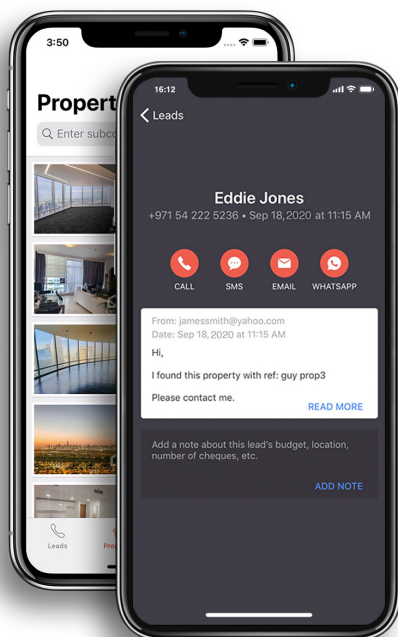 3:50
Propert
Enter subco
Leads
Pro
16:12
Leads
Eddie Jones
+971 54 222 5236 • Sep 18,2020 at 11:15 AM
CALL SMS EMAIL WHATSAPP
From: jamessmith@yahoo.com
Date: Sep 18,2020 at 11:15 AM
Hi,
I found this property with ref: guy prop3
Please contact me.
READ MORE
Add a note about this lead's budget, location,
number of cheques, etc.
ADD NOTE